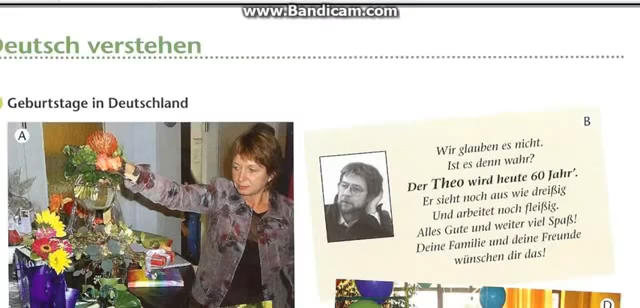 www.Bandicam.com
Deutsch verstehen
Geburtstage in Deutschland
A
B
Wir glauben es nicht.
Ist es denn wahr?
Der Theo wird heute 60 Jahr'.
Er sieht noch aus wie dreißig
Und arbeitet noch fleißig.
Alles Gute und weiter viel Spaß!
Deine Familie und deine Freunde
wünschen dir das!
D